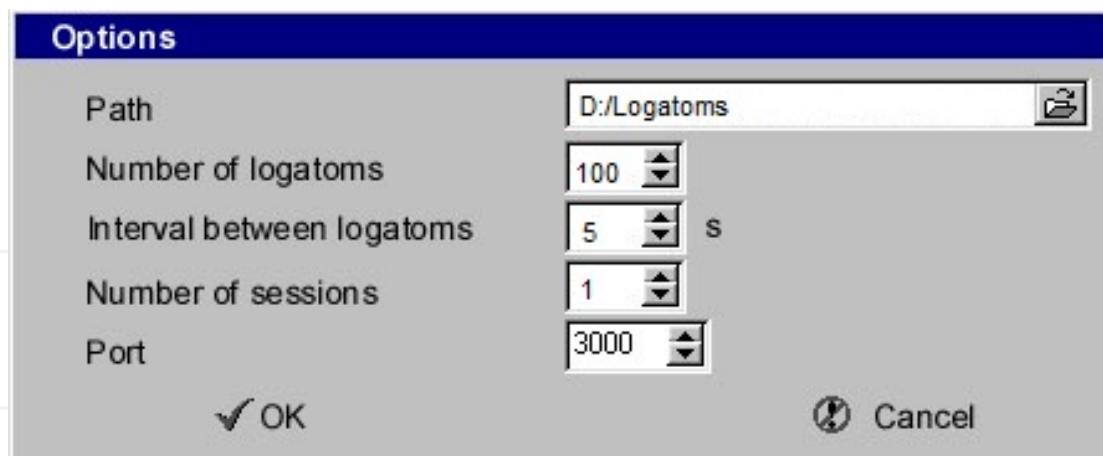 Options
Path D:/Logatoms
Number of logatoms 100
Interval between logatoms 5 s
Number of sessions 1
Port 3000
OK Cancel